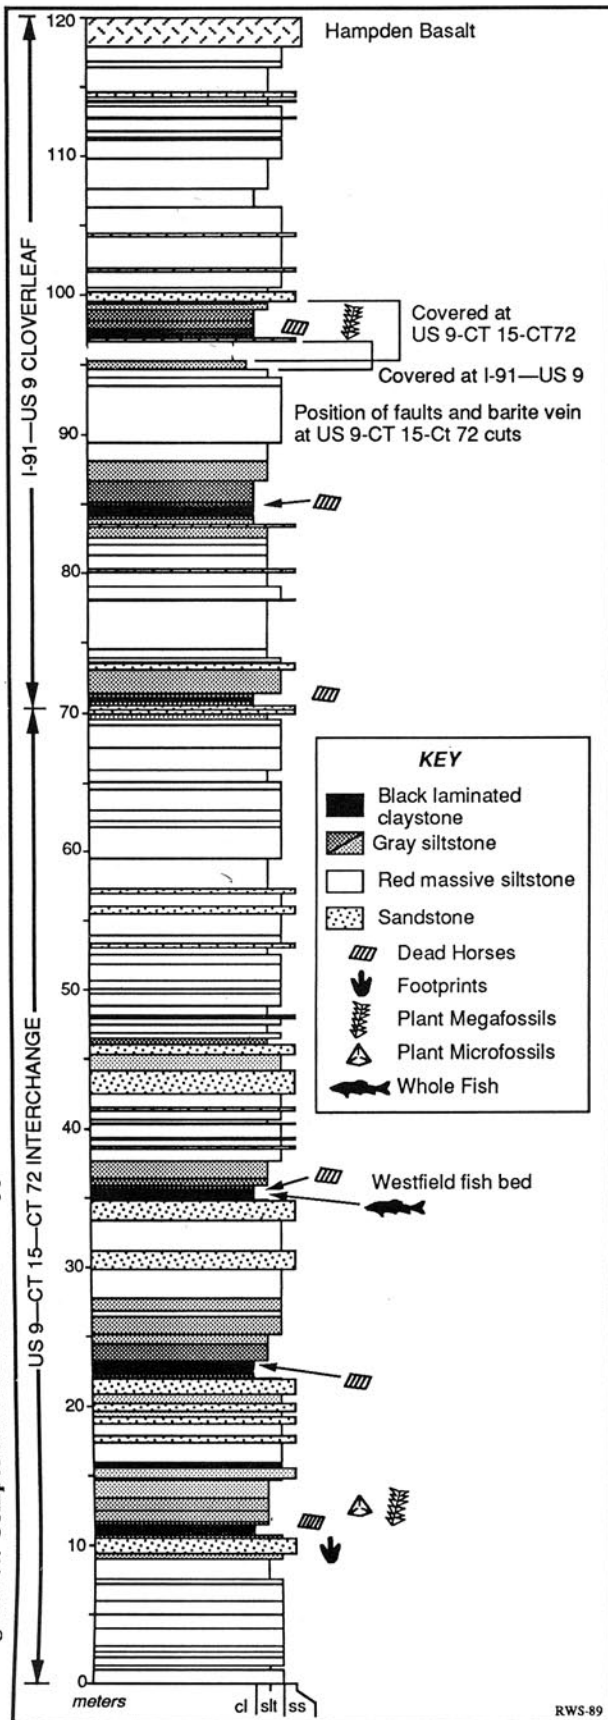 120
Hampden Basalt
110
100
Covered at
US 9-CT 15-CT72
Covered at I-91—US 9
Position of faults and barite vein
at US 9-CT 15-Ct 72 cuts
90
80
70
KEY
Black laminated
claystone
Gray siltstone
Red massive siltstone
Sandstone
Dead Horses
Footprints
Plant Megafossils
Plant Microfossils
Whole Fish
60
50
40
Westfield fish bed
30
20
10
0
meters
cl slt ss
RWS-89
I-91—US 9 CLOVERLEAF
US 9—CT 15—CT 72 INTERCHANGE